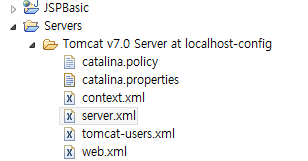 JSPBasic
Servers
Tomcat v7.0 Server at localhost-config
catalina.policy
catalina.properties
context.xml
server.xml
tomcat-users.xml
web.xml